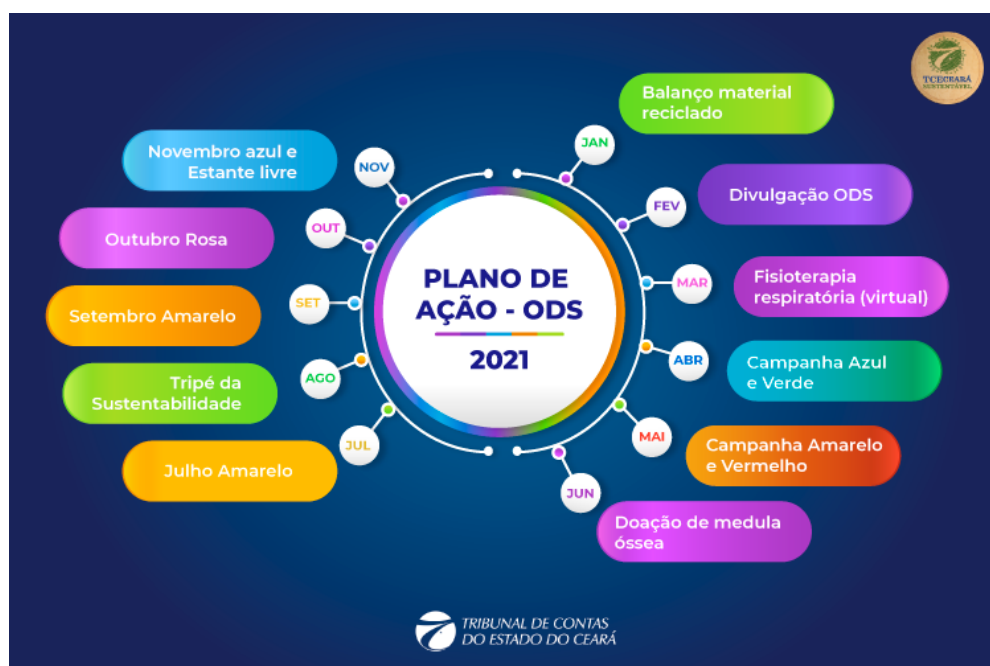 PLANO DE
AÇÃO - ODS
2021
JAN
Balanço material
reciclado
FEV
Divulgação ODS
MAR
Fisioterapia
respiratória (virtual)
ABR
Campanha Azul
e Verde
MAI
Campanha Amarelo
e Vermelho
JUN
Doação de medula
óssea
JUL
Julho Amarelo
AGO
Tripé da
Sustentabilidade
SET
Setembro Amarelo
OUT
Outubro Rosa
NOV
Novembro azul e
Estante livre
TCECEARÁ
SUSTENTÁVEL
TRIBUNAL DE CONTAS
DO ESTADO DO CEARÁ